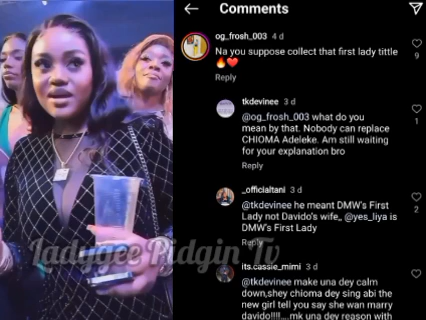 Comments
og_frosh_003 4 d
Na you suppose collect that first lady tittle
🔥❤️
9
Reply
tkdevinee 3 d
@og_frosh_003 what do you
mean by that. Nobody can replace
CHIOMA Adeleke. Am still waiting
for your explanation bro
1
Reply
_officialtani 3 d
@tkdevinee he meant DMW's First
Lady not Davido's wife_ @yes_liya is
DMW's First Lady
2
Reply
its.cassie_mimi 3 d
@tkdevinee make una dey calm
down,shey chioma dey sing abi the
new girl tell you say she wan marry
davido!!!!....mk una dey reason with
Ladygee Pidgin Tv